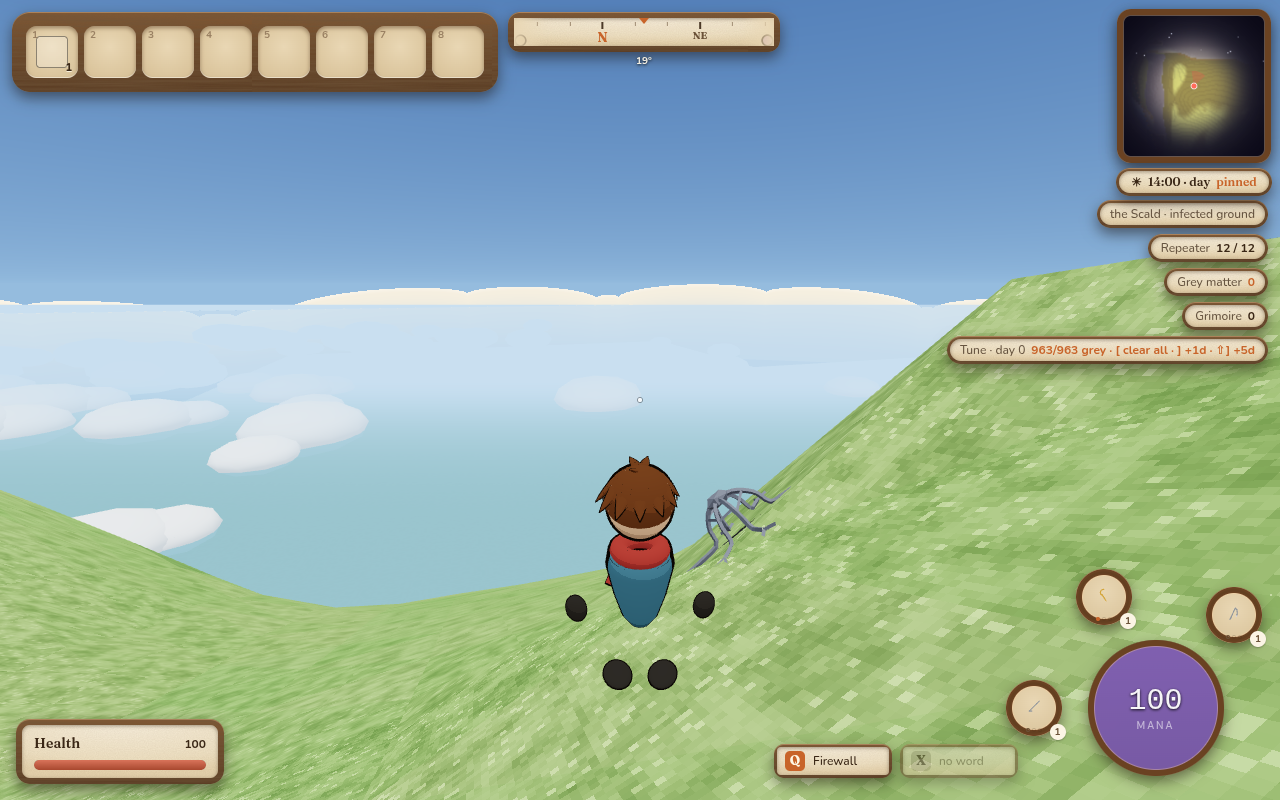 1 2 3 4 5 6 7 8
1
N NE
19°
14:00 · day pinned
the Scald · infected ground
Repeater 12 / 12
Grey matter 0
Grimoire 0
Tune · day 0 963/963 grey · [ clear all · ] +1d · ⇧] +5d
1
1
1
100
MANA
Health 100
Q Firewall
X no word